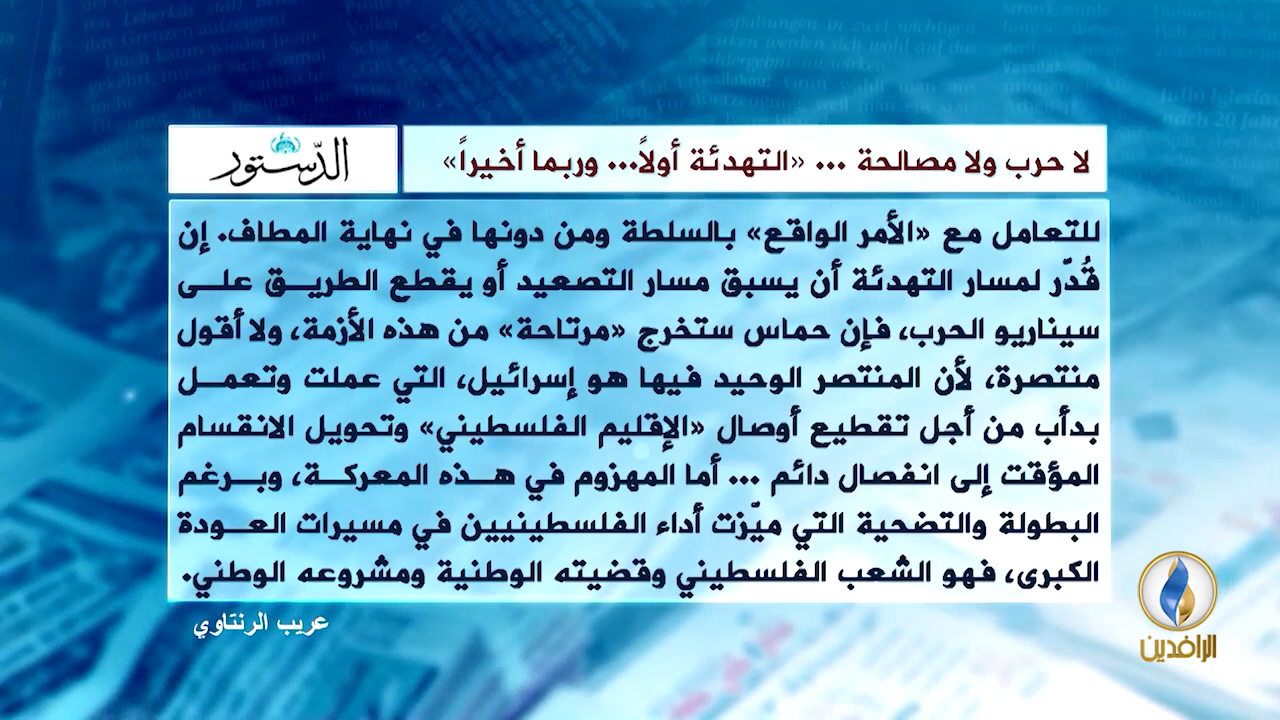 الدّستور
لا حرب ولا مصالحة ... «التهدئة أولاً... وربما أخيراً»
للتعامل مع «الأمر الواقع» بالسلطة ومن دونها في نهاية المطاف. إن
قُدّر لمسار التهدئة أن يسبق مسار التصعيد أو يقطع الطريق على
سيناريو الحرب، فإن حماس ستخرج «مرتاحة» من هذه الأزمة، ولا أقول
منتصرة، لأن المنتصر الوحيد فيها هو إسرائيل، التي عملت وتعمل
بدأب من أجل تقطيع أوصال «الإقليم الفلسطيني» وتحويل الانقسام
المؤقت إلى انفصال دائم ... أما المهزوم في هذه المعركة، وبرغم
البطولة والتضحية التي ميّزت أداء الفلسطينيين في مسيرات العودة
الكبرى، فهو الشعب الفلسطيني وقضيته الوطنية ومشروعه الوطني.
عريب الرنتاوي
الرافدين